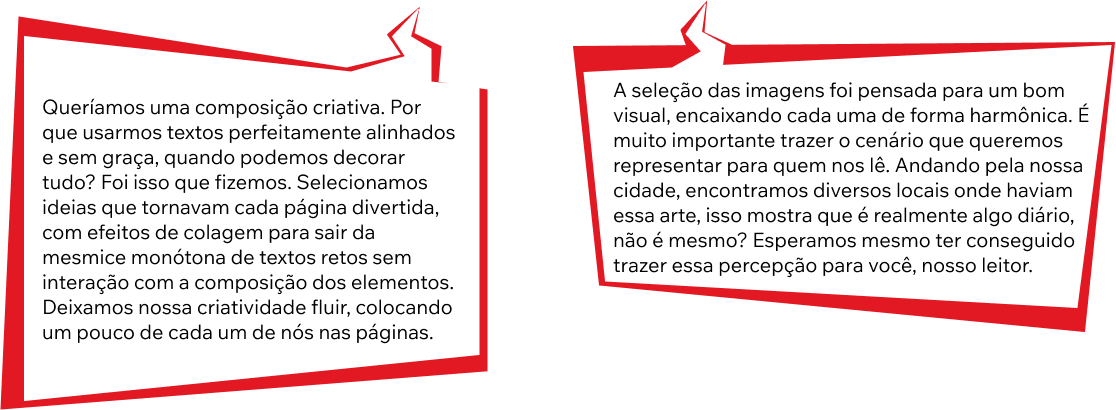 Queríamos uma composição criativa. Por
que usarmos textos perfeitamente alinhados
e sem graça, quando podemos decorar
tudo? Foi isso que fizemos. Selecionamos
ideias que tornavam cada página divertida,
com efeitos de colagem para sair da
mesmice monótona de textos retos sem
interação com a composição dos elementos.
Deixamos nossa criatividade fluir, colocando
um pouco de cada um de nós nas páginas.
A seleção das imagens foi pensada para um bom
visual, encaixando cada uma de forma harmônica. É
muito importante trazer o cenário que queremos
representar para quem nos lê. Andando pela nossa
cidade, encontramos diversos locais onde haviam
essa arte, isso mostra que é realmente algo diário,
não é mesmo? Esperamos mesmo ter conseguido
trazer essa percepção para você, nosso leitor.